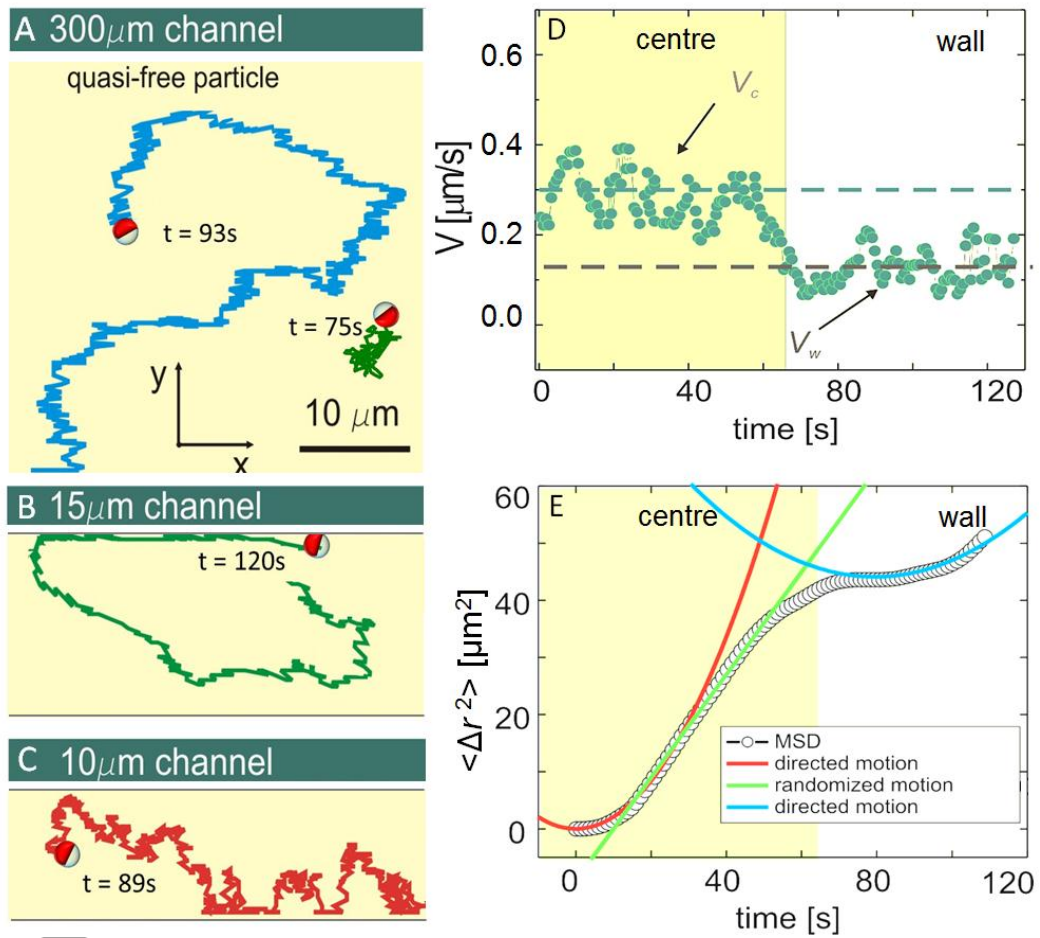 A 300μm channel
quasi-free particle
t = 93s
t = 75s
y
x
10 μm
B 15μm channel
t = 120s
C 10μm channel
t = 89s
D
centre
wall
V [μm/s]
0.6
0.4
0.2
0.0
V_c
V_w
0
40
80
120
time [s]
E
centre
wall
<Δr²> [μm²]
60
40
20
0
MSD
directed motion
randomized motion
directed motion
0
40
80
120
time [s]